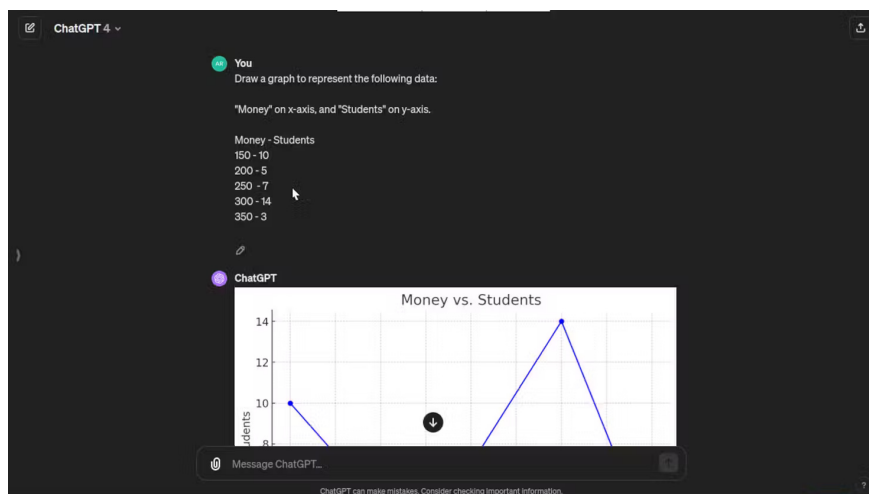 ChatGPT 4
AR
You
Draw a graph to represent the following data:
"Money" on x-axis, and "Students" on y-axis.
Money - Students
150 - 10
200 - 5
250 - 7
300 - 14
350 - 3
ChatGPT
Money vs. Students
14
12
10
8
Message ChatGPT...
ChatGPT can make mistakes. Consider checking important information.
?